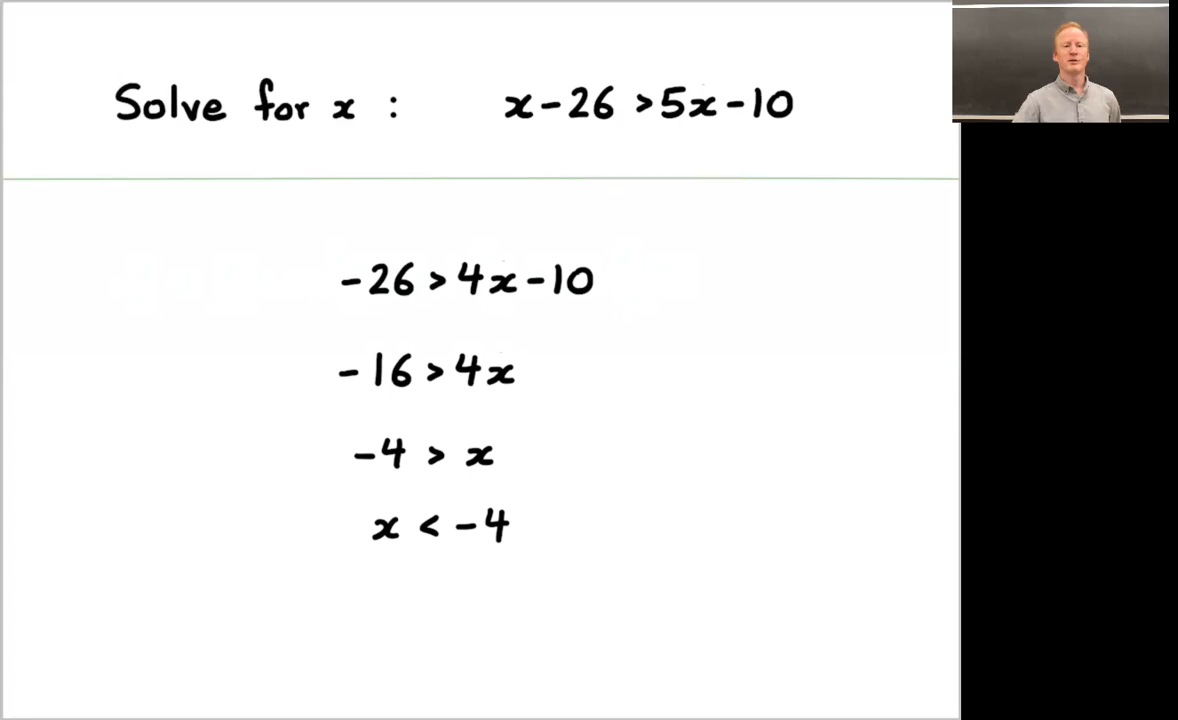 Solve for x : x-26 >5x-10
-26>4x-10
-16>4x
-4 > x
x < -4